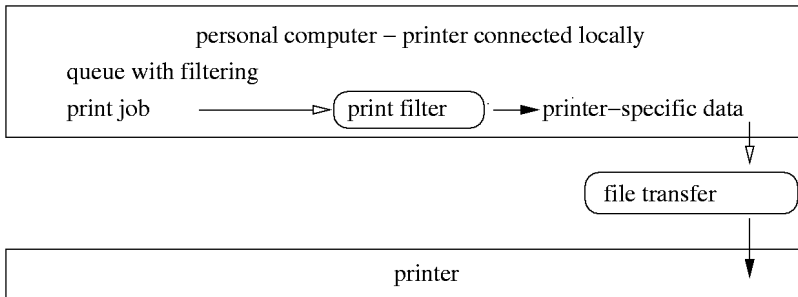 personal computer − printer connected locally
queue with filtering
print job print filter printer−specific data
file transfer
printer